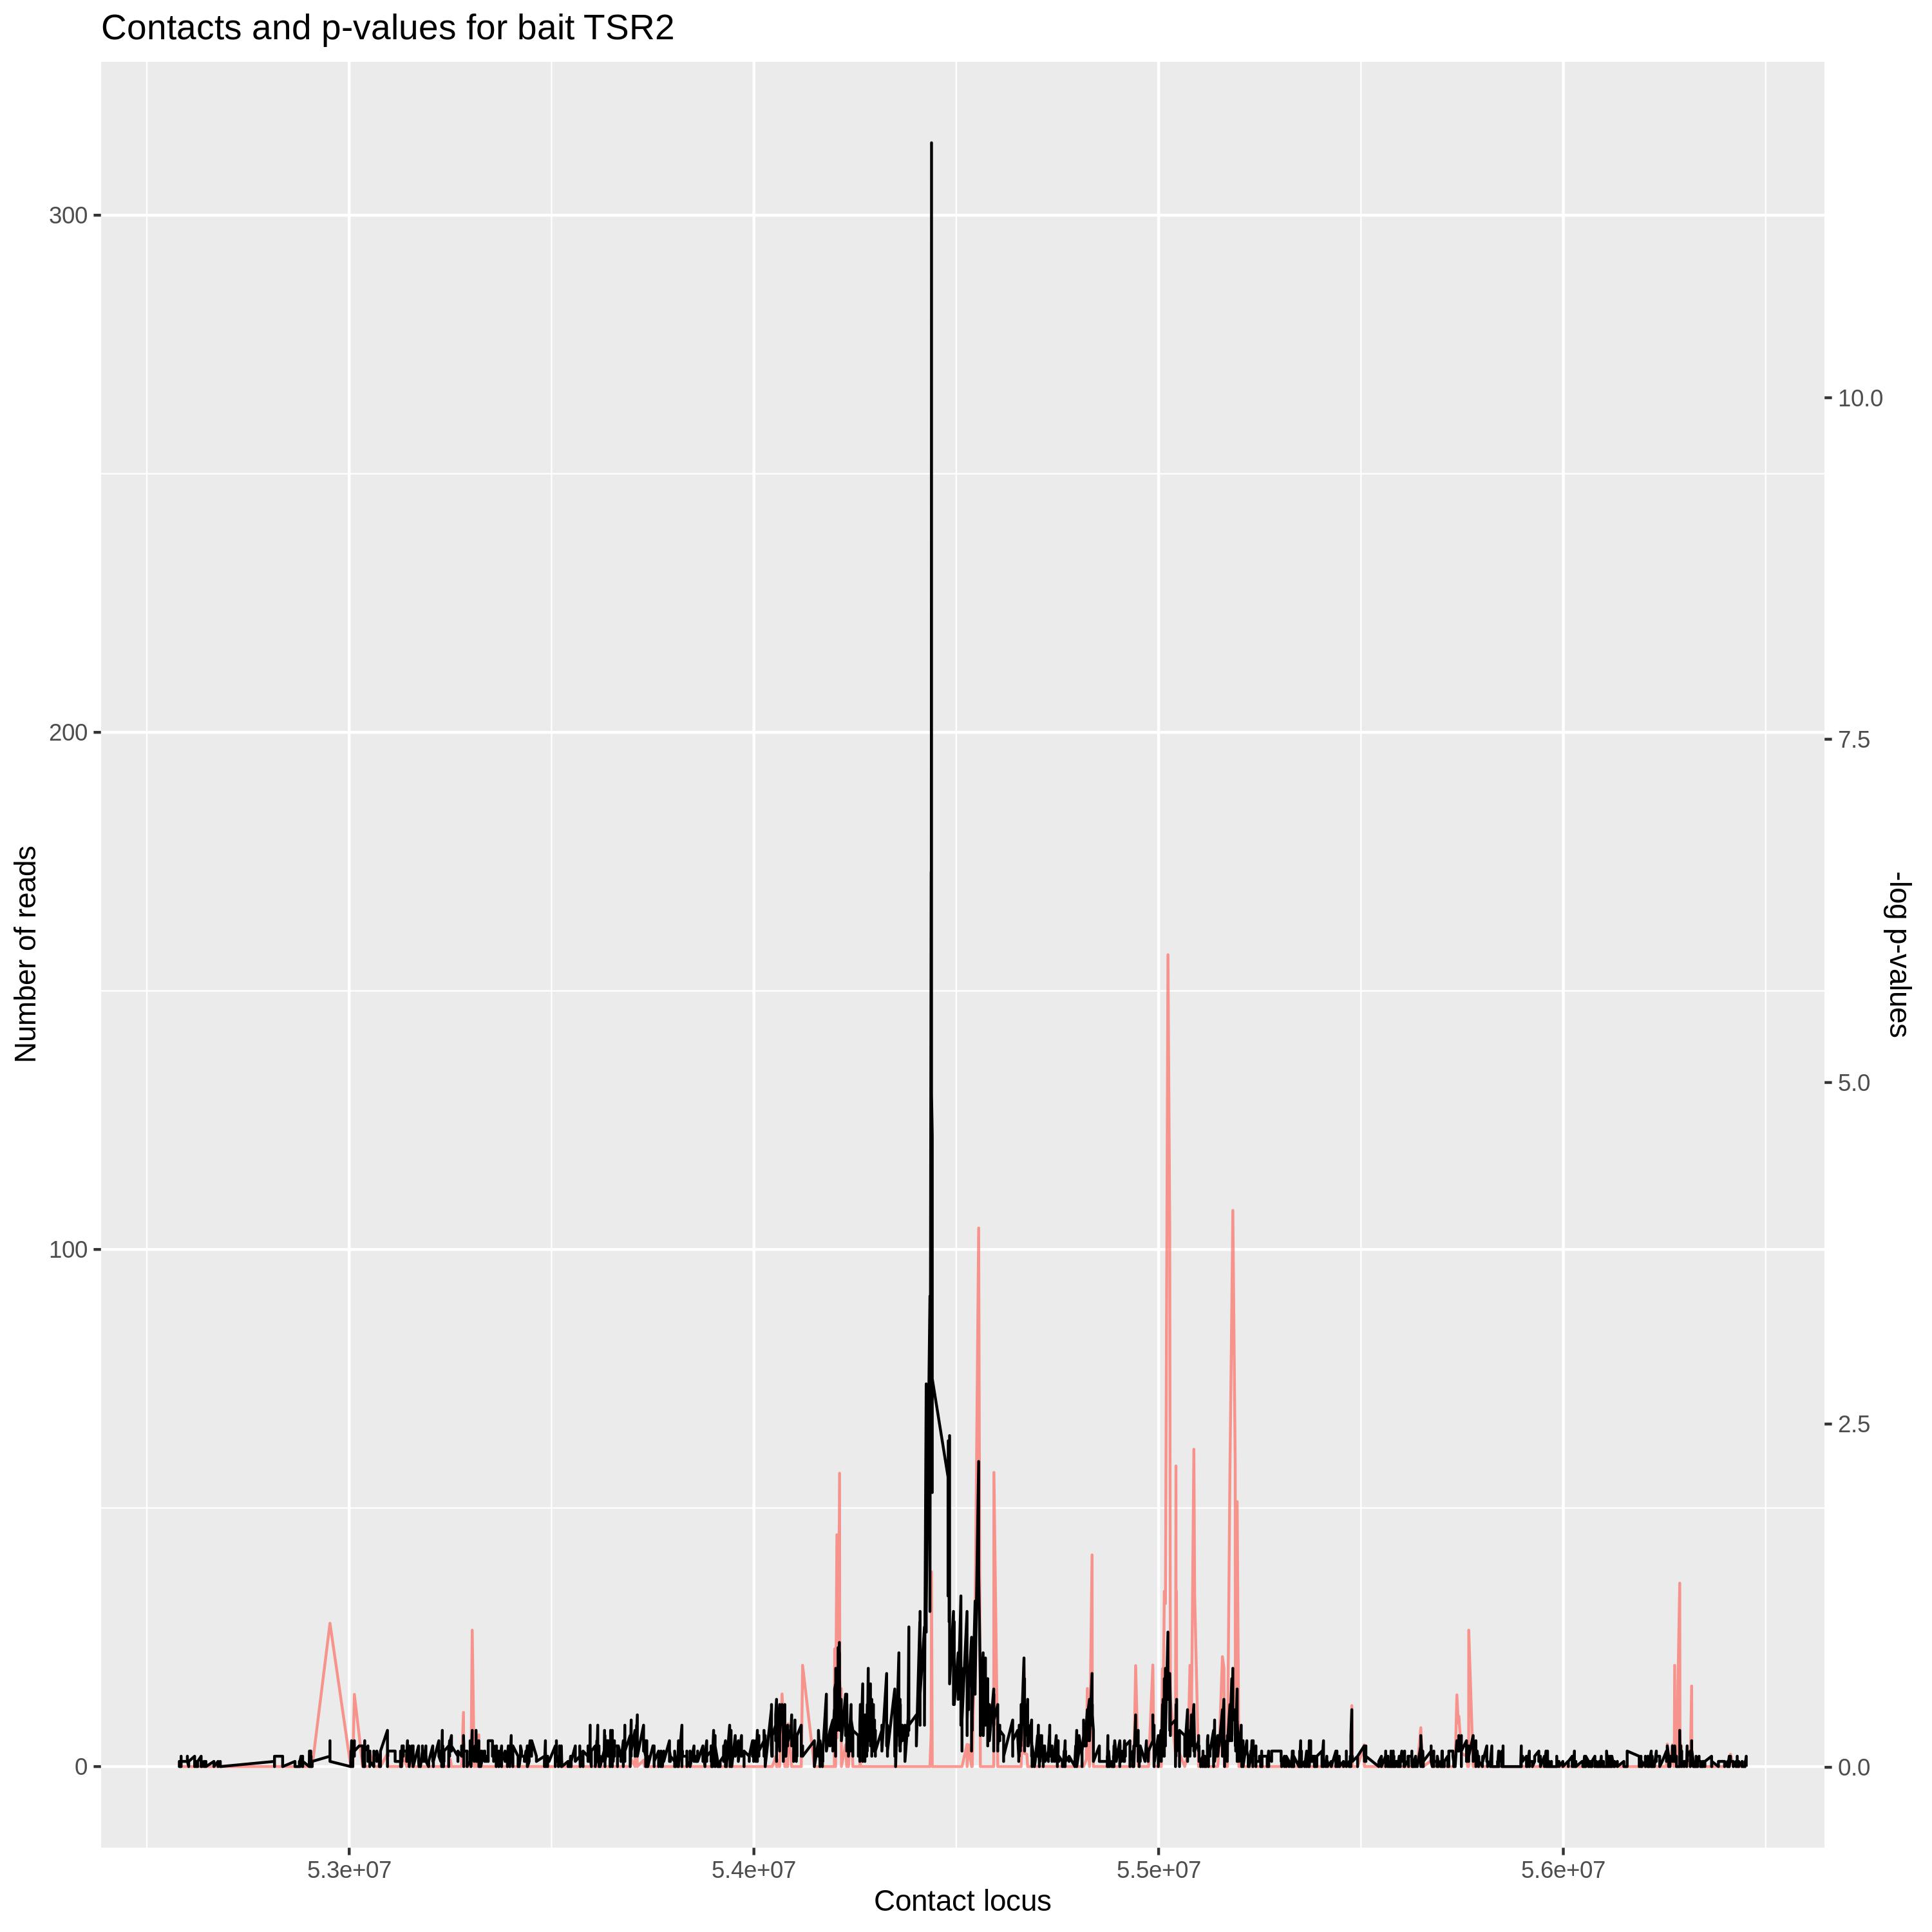 Contacts and p-values for bait TSR2
300
200
100
0
Number of reads
10.0
7.5
5.0
2.5
0.0
-log p-values
5.3e+07
5.4e+07
5.5e+07
5.6e+07
Contact locus